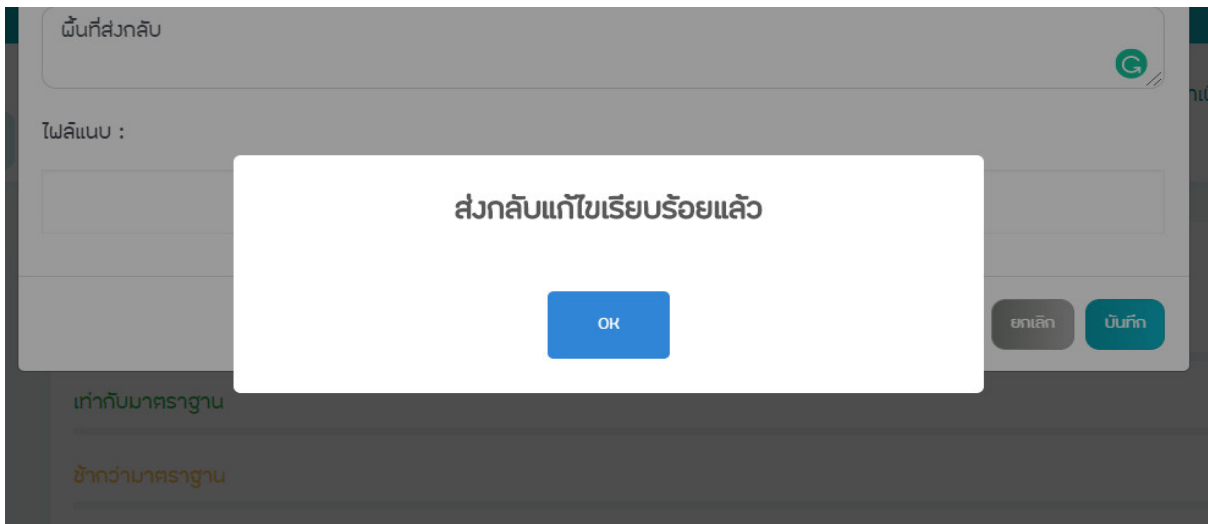 พื้นที่ส่งกลับ
ไฟล์แนบ :
ส่งกลับแก้ไขเรียบร้อยแล้ว
OK
ยกเลิก
บันทึก
เท่ากับมาตราฐาน
ช้ากว่ามาตราฐาน